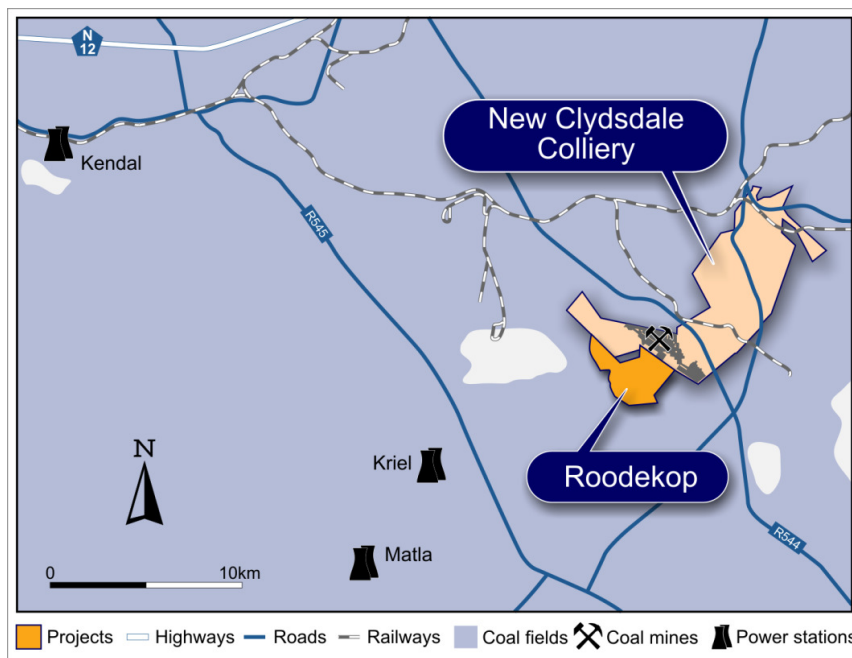 N
12
New Clydsdale
Colliery
Kendal
R545
Kriel
Roodekop
N
Matla
R544
0 10km
Projects Highways Roads Railways Coal fields Coal mines Power stations